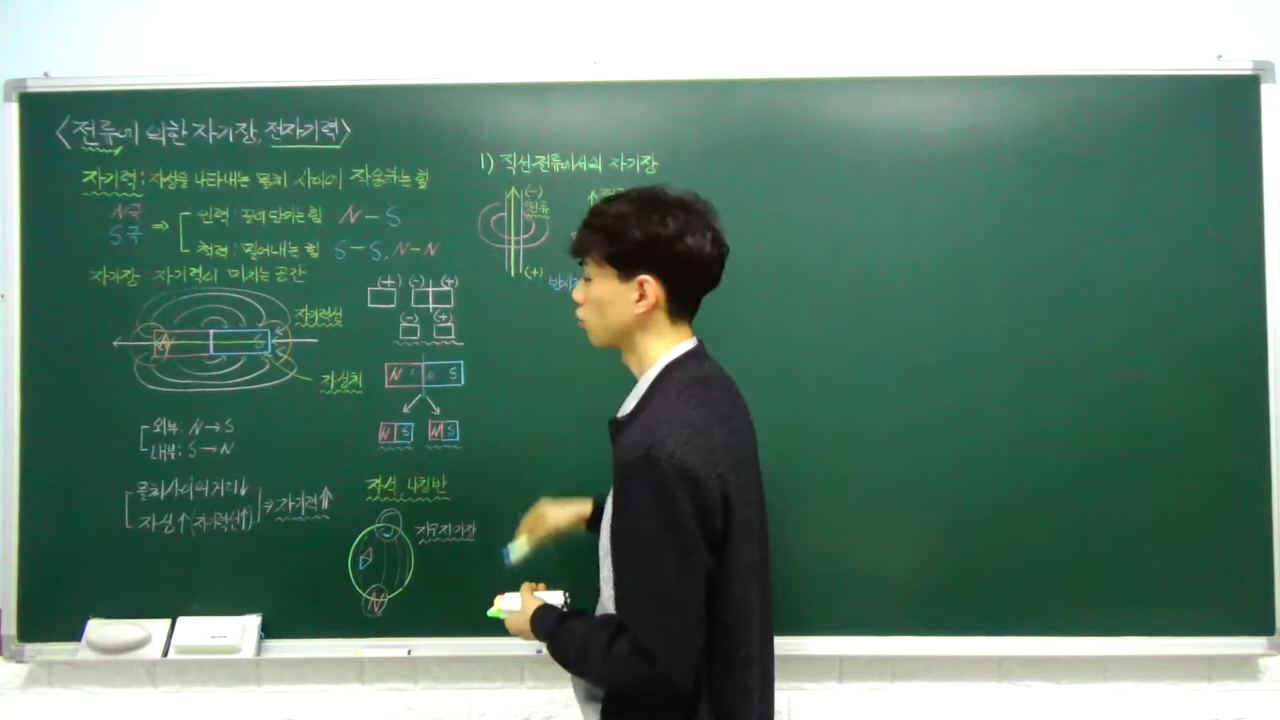 <전류에 의한 자기장, 전자기력>
자기력: 자성을 나타내는 물체 사이에 작용하는 힘
N극
S극
⇒
인력: 끌어당기는 힘 N-S
척력: 밀어내는 힘 S-S, N-N
자기장: 자기력이 미치는 공간
N S
자기력선
자성체
외부: N→S
내부: S→N
물체사이의 거리↓
자성↑(자기력선↑)
⇒ 자기력⇑
(+) (-) (+)
(-) (+)
N S
N S N S
자석, 나침반
지구자기장
N
1) 직선전류에서의 자기장
(-)
전류
(+)